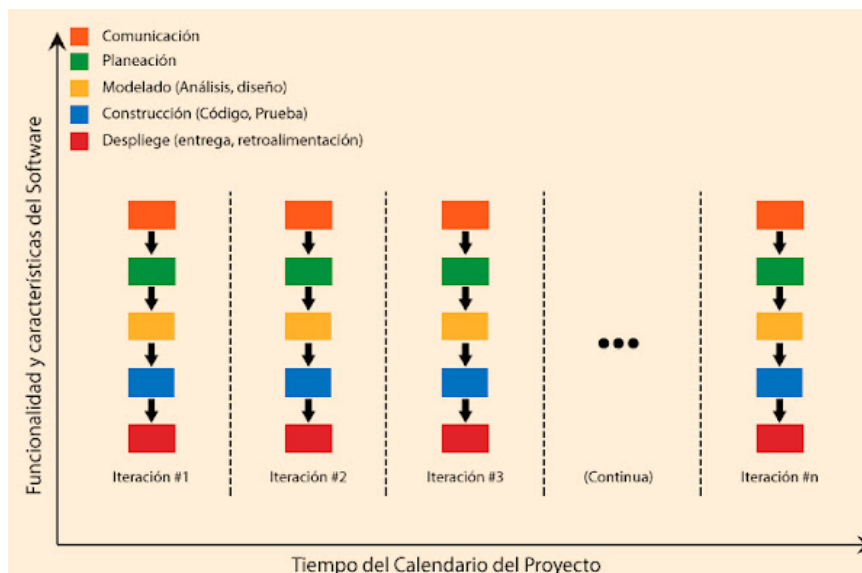 Comunicación
Planeación
Modelado (Análisis, diseño)
Construcción (Código, Prueba)
Despliege (entrega, retroalimentación)
Funcionalidad y características del Software
Iteración #1
Iteración #2
Iteración #3
(Continua)
Iteración #n
Tiempo del Calendario del Proyecto